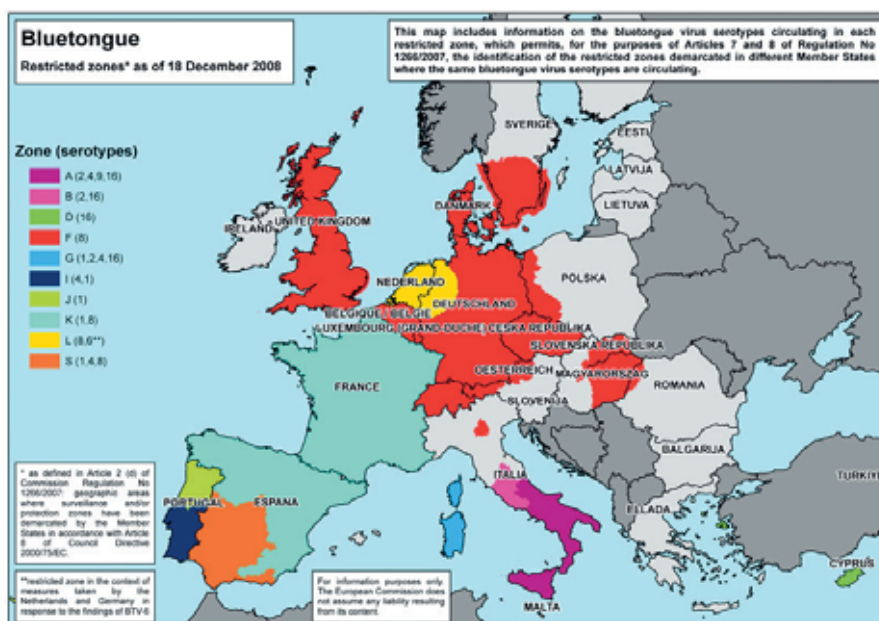 Bluetongue
Restricted zones* as of 18 December 2008
This map includes information on the bluetongue virus serotypes circulating in each
restricted zone, which permits, for the purposes of Articles 7 and 8 of Regulation No
1266/2007, the identification of the restricted zones demarcated in different Member States
where the same bluetongue virus serotypes are circulating.
Zone (serotypes)
A (2,4,9,16)
B (2,16)
D (16)
F (8)
G (1,2,4,16)
I (4,1)
J (1)
K (1,8)
L (8,6**)
S (1,4,8)
SVERIGE
EESTI
LATVIJA
LIETUVA
DANMARK
IRELAND
UNITED KINGDOM
NEDERLAND
POLSKA
DEUTSCHLAND
BELGIQUE / BELGIE
LUXEMBOURG (GRAND-DUCHE)
CESKA REPUBLIKA
SLOVENSKA REPUBLIKA
OESTERREICH
MAGYARORSZAG
FRANCE
SLOVENIJA
ROMANIA
BALGARIJA
ITALIA
PORTUGAL
ESPANA
ELLADA
TURKIYE
CYPRUS
MALTA
* as defined in Article 2 (d) of
Commission Regulation No
1266/2007: geographic areas
where surveillance and/or
protection zones have been
demarcated by the Member
States in accordance with Article
8 of Council Directive
2000/75/EC.
**restricted zone in the context of
measures taken by the
Netherlands and Germany in
response to the findings of BTV-6
For information purposes only.
The European Commission does
not assume any liability resulting
from its content.